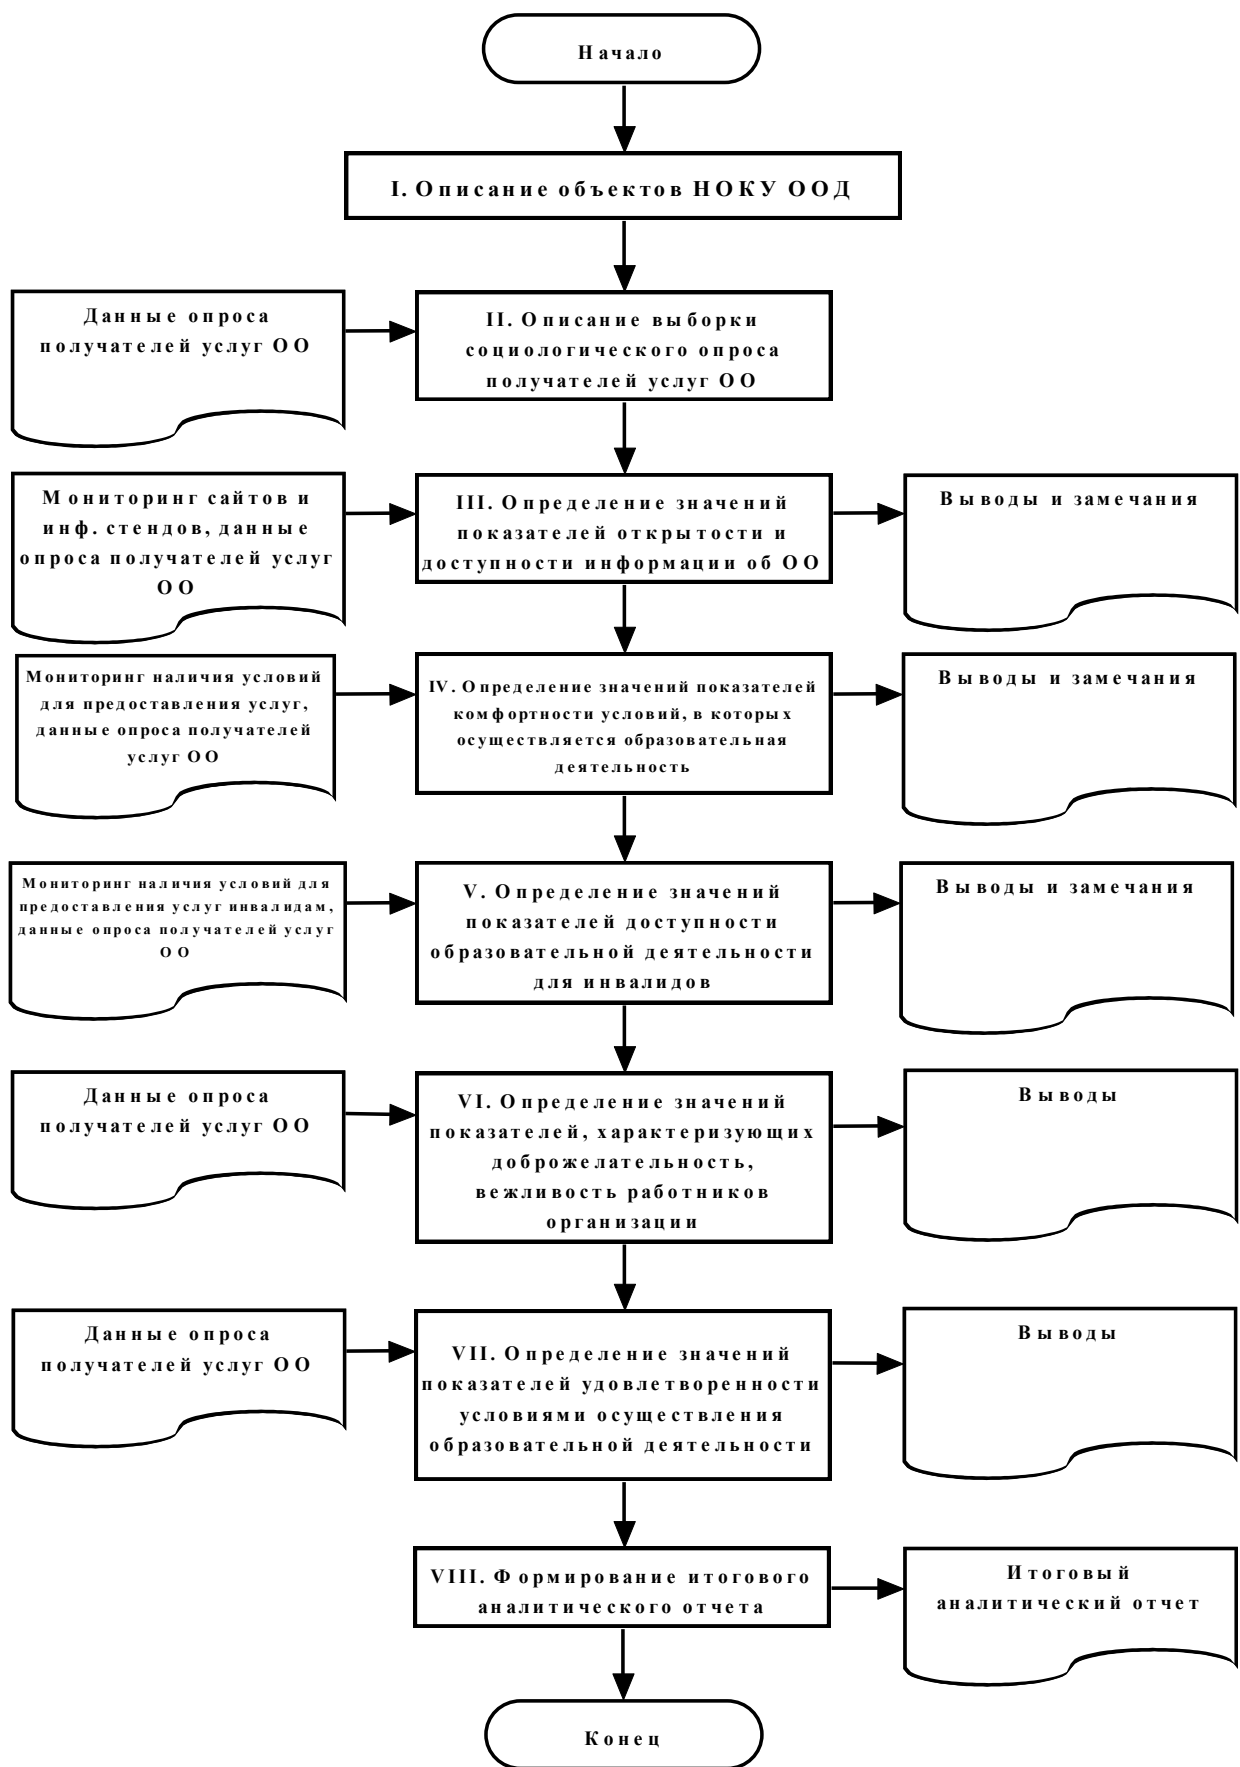 Начало
I. Описание объектов НОКУ ООД
Данные опроса
получателей услуг ОО
II. Описание выборки
социологического опроса
получателей услуг ОО
Мониторинг сайтов и
инф. стендов, данные
опроса получателей услуг
ОО
III. Определение значений
показателей открытости и
доступности информации об ОО
Выводы и замечания
Мониторинг наличия условий
для предоставления услуг,
данные опроса получателей
услуг ОО
IV. Определение значений показателей
комфортности условий, в которых
осуществляется образовательная
деятельность
Выводы и замечания
Мониторинг наличия условий для
предоставления услуг инвалидам,
данные опроса получателей услуг
ОО
V. Определение значений
показателей доступности
образовательной деятельности
для инвалидов
Выводы и замечания
Данные опроса
получателей услуг ОО
VI. Определение значений
показателей, характеризующих
доброжелательность,
вежливость работников
организации
Выводы
Данные опроса
получателей услуг ОО
VII. Определение значений
показателей удовлетворенности
условиями осуществления
образовательной деятельности
Выводы
VIII. Формирование итогового
аналитического отчета
Итоговый
аналитический отчет
Конец